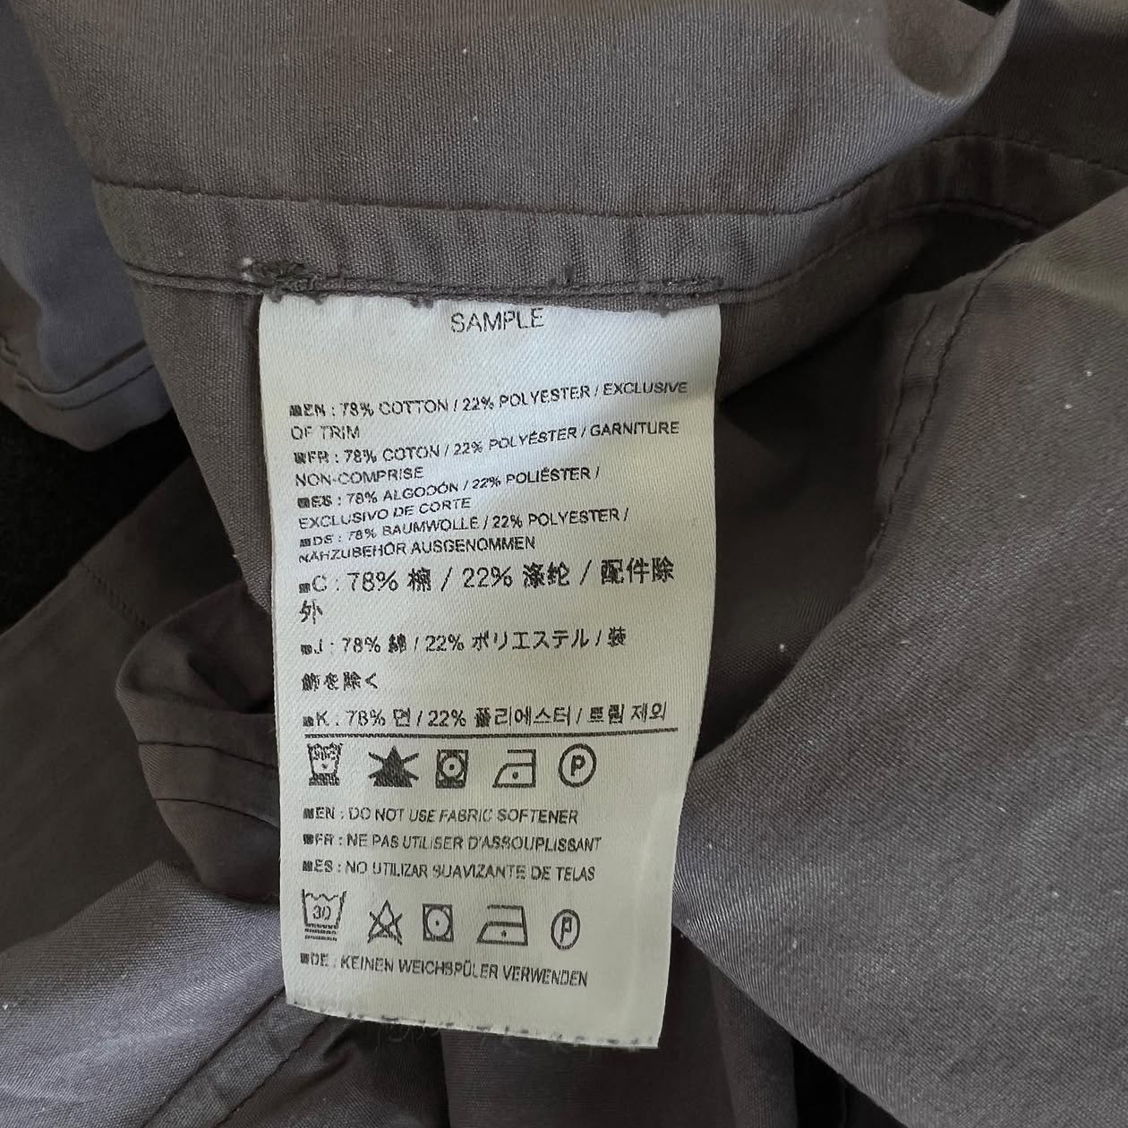 SAMPLE
EN : 78% COTTON / 22% POLYESTER / EXCLUSIVE
OF TRIM
FR : 78% COTON / 22% POLYÉSTER / GARNITURE
NON-COMPRISE
ES : 78% ALGODÓN / 22% POLIÉSTER /
EXCLUSIVO DE CORTE
DS : 78% BAUMWOLLE / 22% POLYESTER /
NÄHZUBEHÖR AUSGENOMMEN
C : 78% 棉 / 22% 涤纶 / 配件除
外
J : 78% 綿 / 22% ポリエステル / 装
飾を除く
K : 78% 면 / 22% 폴리에스터 / 트림 제외
P
EN : DO NOT USE FABRIC SOFTENER
FR : NE PAS UTILISER D'ASSOUPLISSANT
ES : NO UTILIZAR SUAVIZANTE DE TELAS
30 P
DE : KEINEN WEICHSPÜLER VERWENDEN